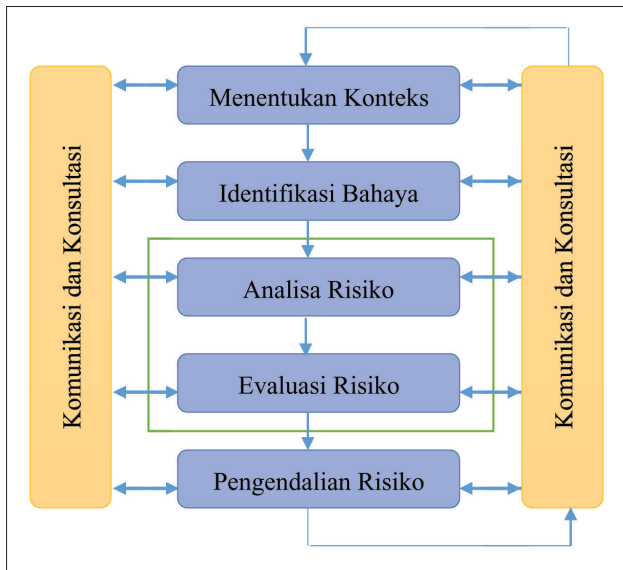 Komunikasi dan Konsultasi
Menentukan Konteks
Identifikasi Bahaya
Analisa Risiko
Evaluasi Risiko
Pengendalian Risiko
Komunikasi dan Konsultasi